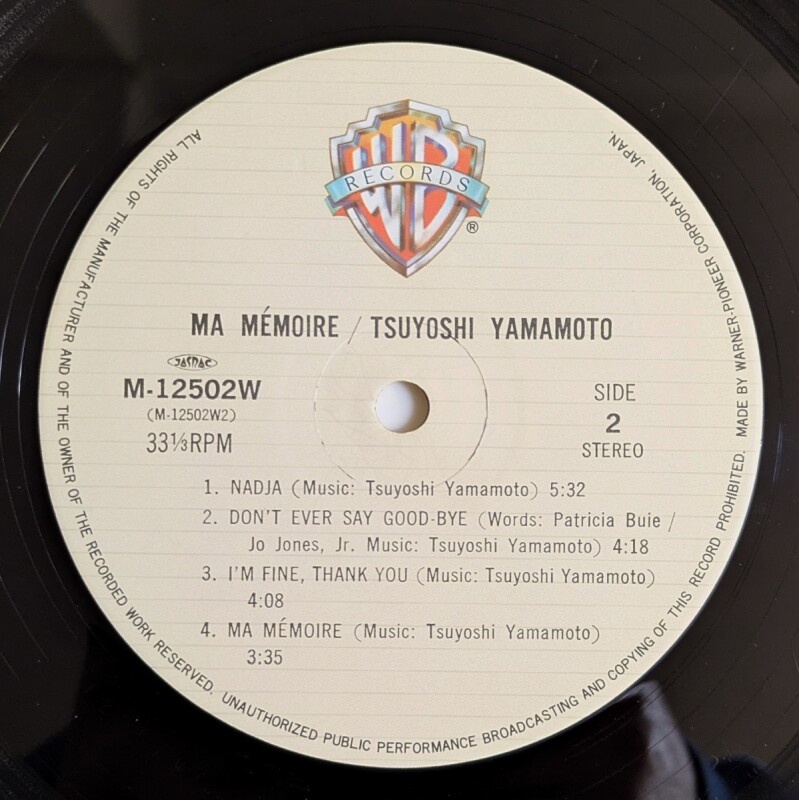 WB
RECORDS
®
MA MÉMOIRE / TSUYOSHI YAMAMOTO
JASRAC
M-12502W
(M-12502W2)
33⅓RPM
SIDE
2
STEREO
1. NADJA (Music: Tsuyoshi Yamamoto) 5:32
2. DON'T EVER SAY GOOD-BYE (Words: Patricia Buie /
Jo Jones, Jr. Music: Tsuyoshi Yamamoto) 4:18
3. I'M FINE, THANK YOU (Music: Tsuyoshi Yamamoto)
4:08
4. MA MÉMOIRE (Music: Tsuyoshi Yamamoto)
3:35
ALL RIGHTS OF THE MANUFACTURER AND OF THE OWNER OF THE RECORDED WORK RESERVED. UNAUTHORIZED PUBLIC PERFORMANCE BROADCASTING AND COPYING OF THIS RECORD PROHIBITED. MADE BY WARNER-PIONEER CORPORATION, JAPAN.